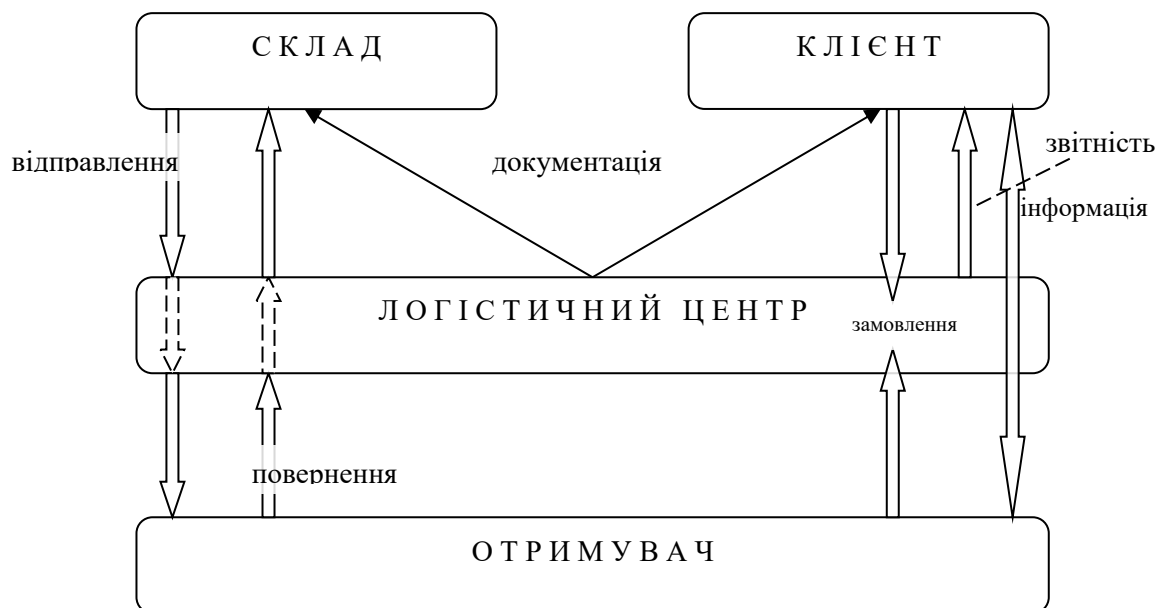 С К Л А Д
К Л І Є Н Т
відправлення
документація
звітність
інформація
Л О Г І С Т И Ч Н И Й Ц Е Н Т Р
замовлення
повернення
О Т Р И М У В А Ч